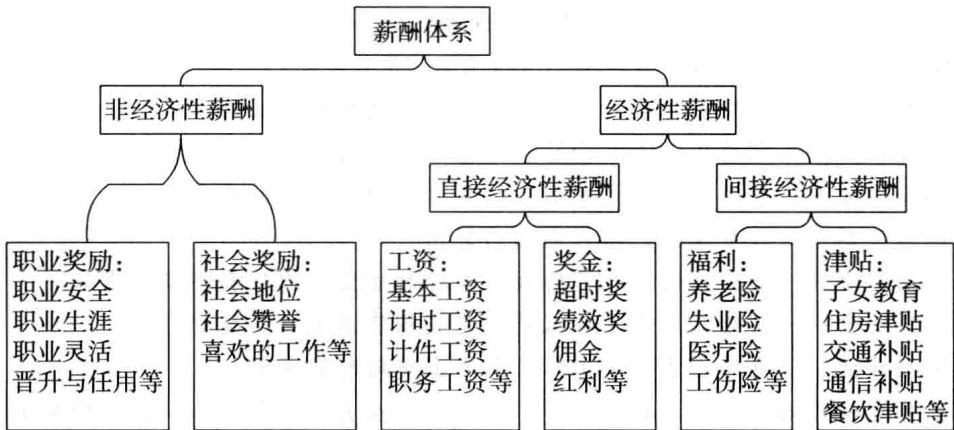 薪酬体系
非经济性薪酬
经济性薪酬
直接经济性薪酬
间接经济性薪酬
职业奖励：
职业安全
职业生涯
职业灵活
晋升与任用等
社会奖励：
社会地位
社会赞誉
喜欢的工作等
工资：
基本工资
计时工资
计件工资
职务工资等
奖金：
超时奖
绩效奖
佣金
红利等
福利：
养老险
失业险
医疗险
工伤险等
津贴：
子女教育
住房津贴
交通补贴
通信补贴
餐饮津贴等